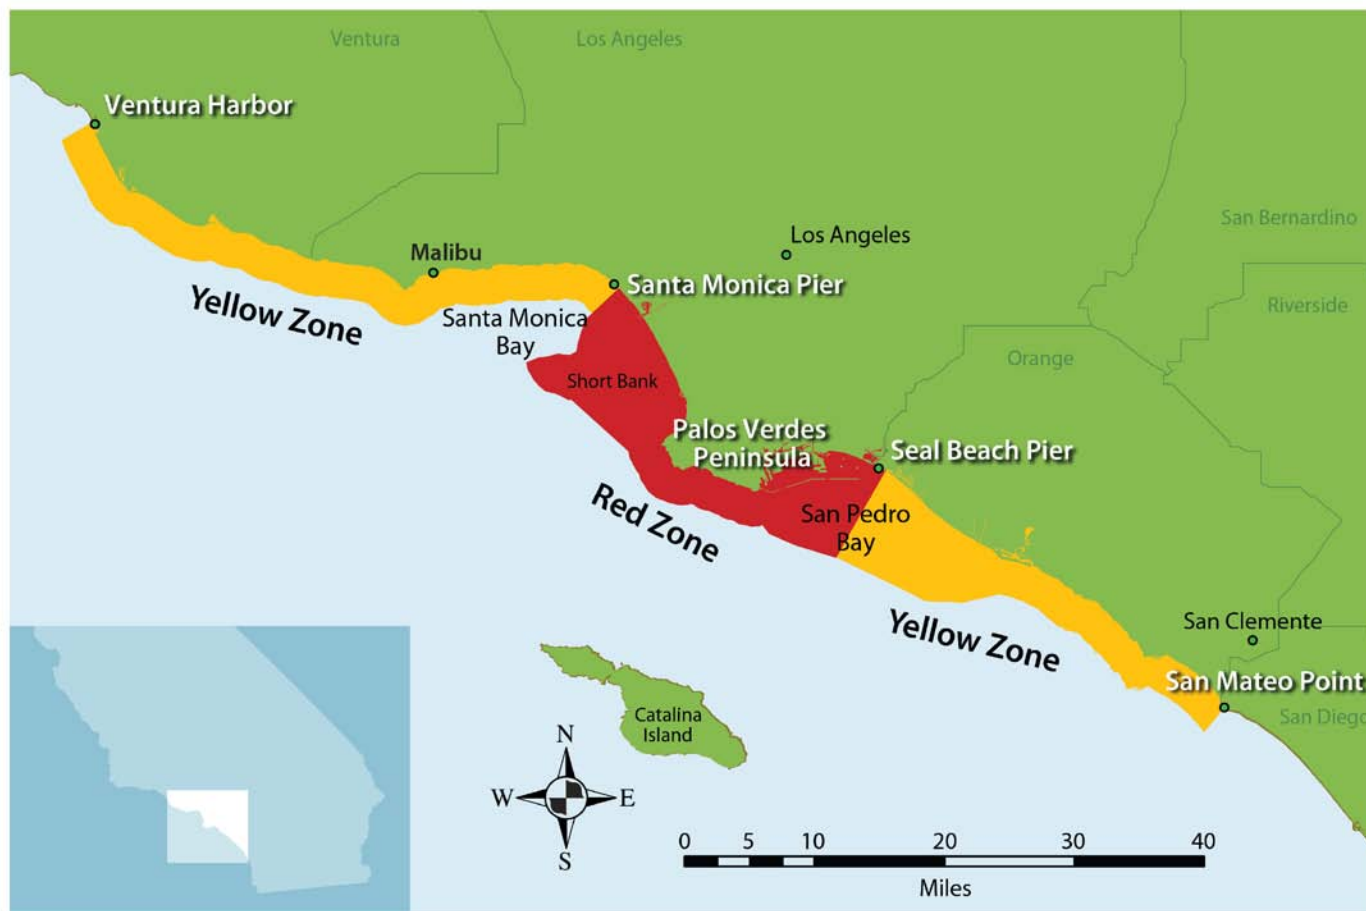 Ventura
Los Angeles
Ventura Harbor
San Bernardino
Los Angeles
Malibu
Santa Monica Pier
Yellow Zone
Riverside
Santa Monica
Bay
Orange
Short Bank
Palos Verdes
Peninsula
Seal Beach Pier
Red Zone
San Pedro
Bay
Yellow Zone
San Clemente
San Mateo Point
San Diego
Catalina
Island
N
W
E
S
0 5 10 20 30 40
Miles